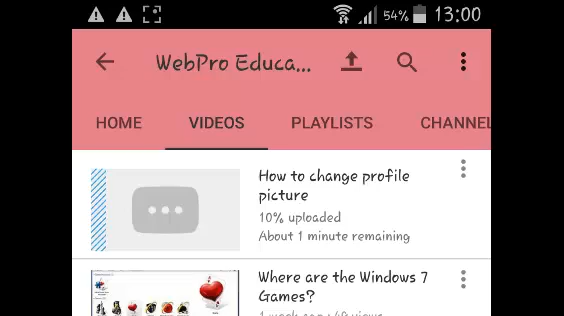 54% 13:00
WebPro Educa...
HOME VIDEOS PLAYLISTS CHANNEL
How to change profile
picture
10% uploaded
About 1 minute remaining
Where are the Windows 7
Games?